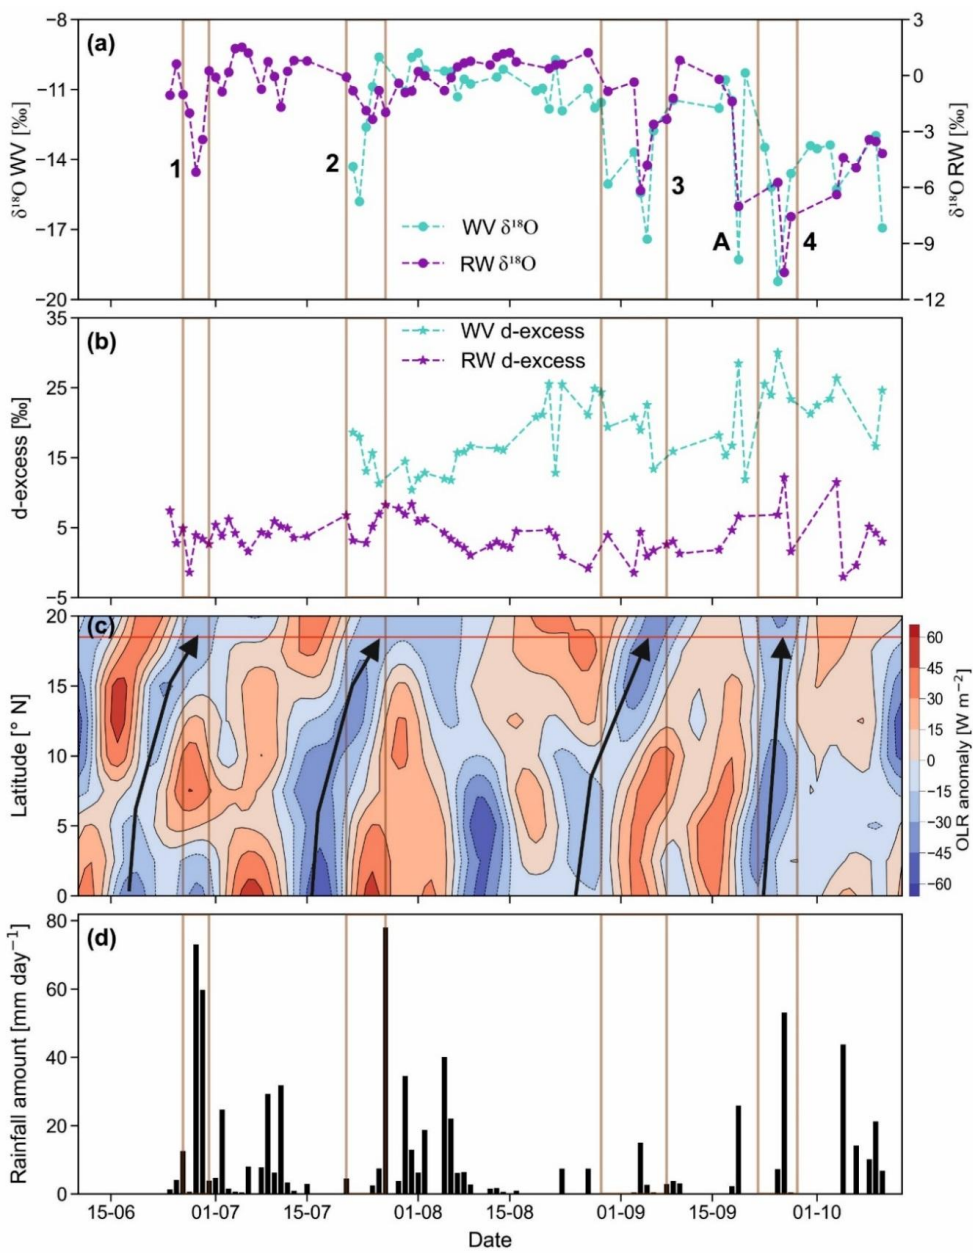 (a)
−8
−11
−14
−17
−20
δ¹⁸O WV [‰]
3
0
−3
−6
−9
−12
δ¹⁸O RW [‰]
1
2
3
A
4
WV δ¹⁸O
RW δ¹⁸O
(b)
35
25
15
5
−5
d-excess [‰]
WV d-excess
RW d-excess
(c)
20
15
10
5
0
Latitude [° N]
60
45
30
15
0
−15
−30
−45
−60
OLR anomaly [W m⁻²]
(d)
80
60
40
20
0
Rainfall amount [mm day⁻¹]
15-06 01-07 15-07 01-08 15-08 01-09 15-09 01-10
Date